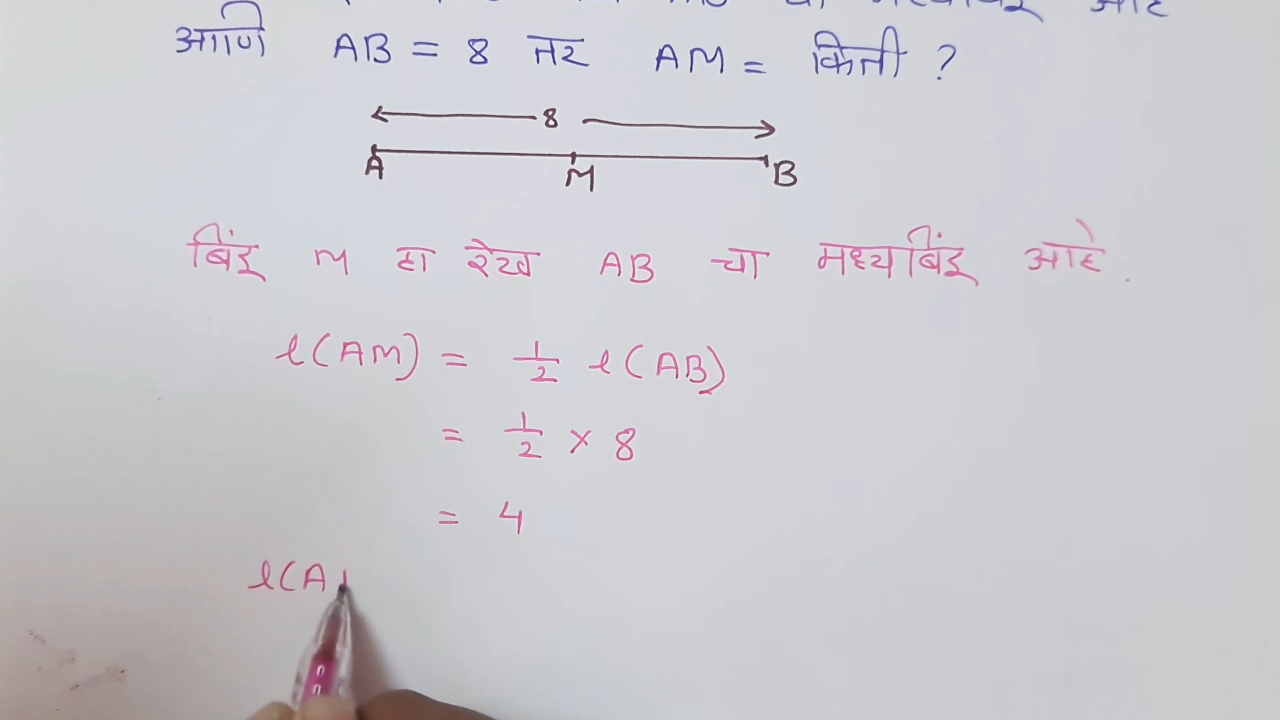 आणि AB = 8 तर AM = किती ?
8
A M B
बिंदू M हा रेख AB चा मध्यबिंदू आहे.
l(AM) = 1/2 l(AB)
= 1/2 × 8
= 4
l(A